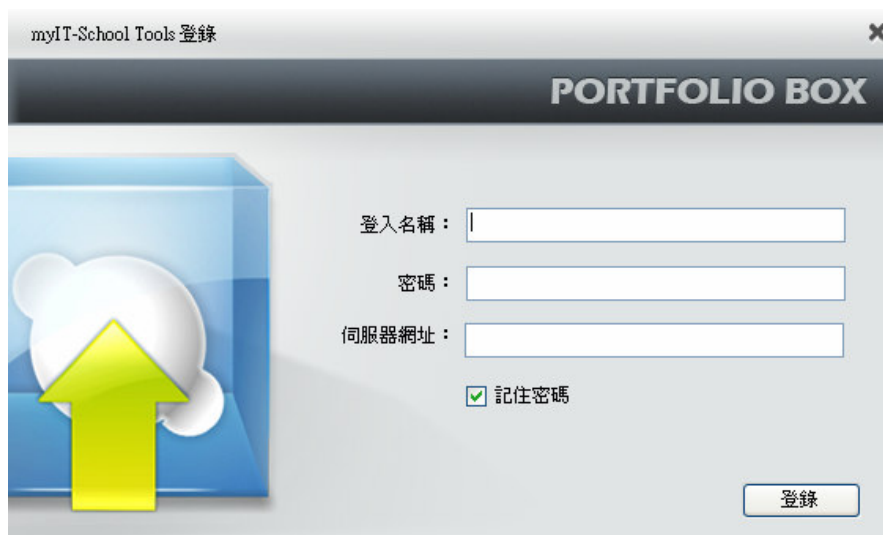 myIT-School Tools 登錄
PORTFOLIO BOX
登入名稱：
密碼：
伺服器網址：
記住密碼
登錄